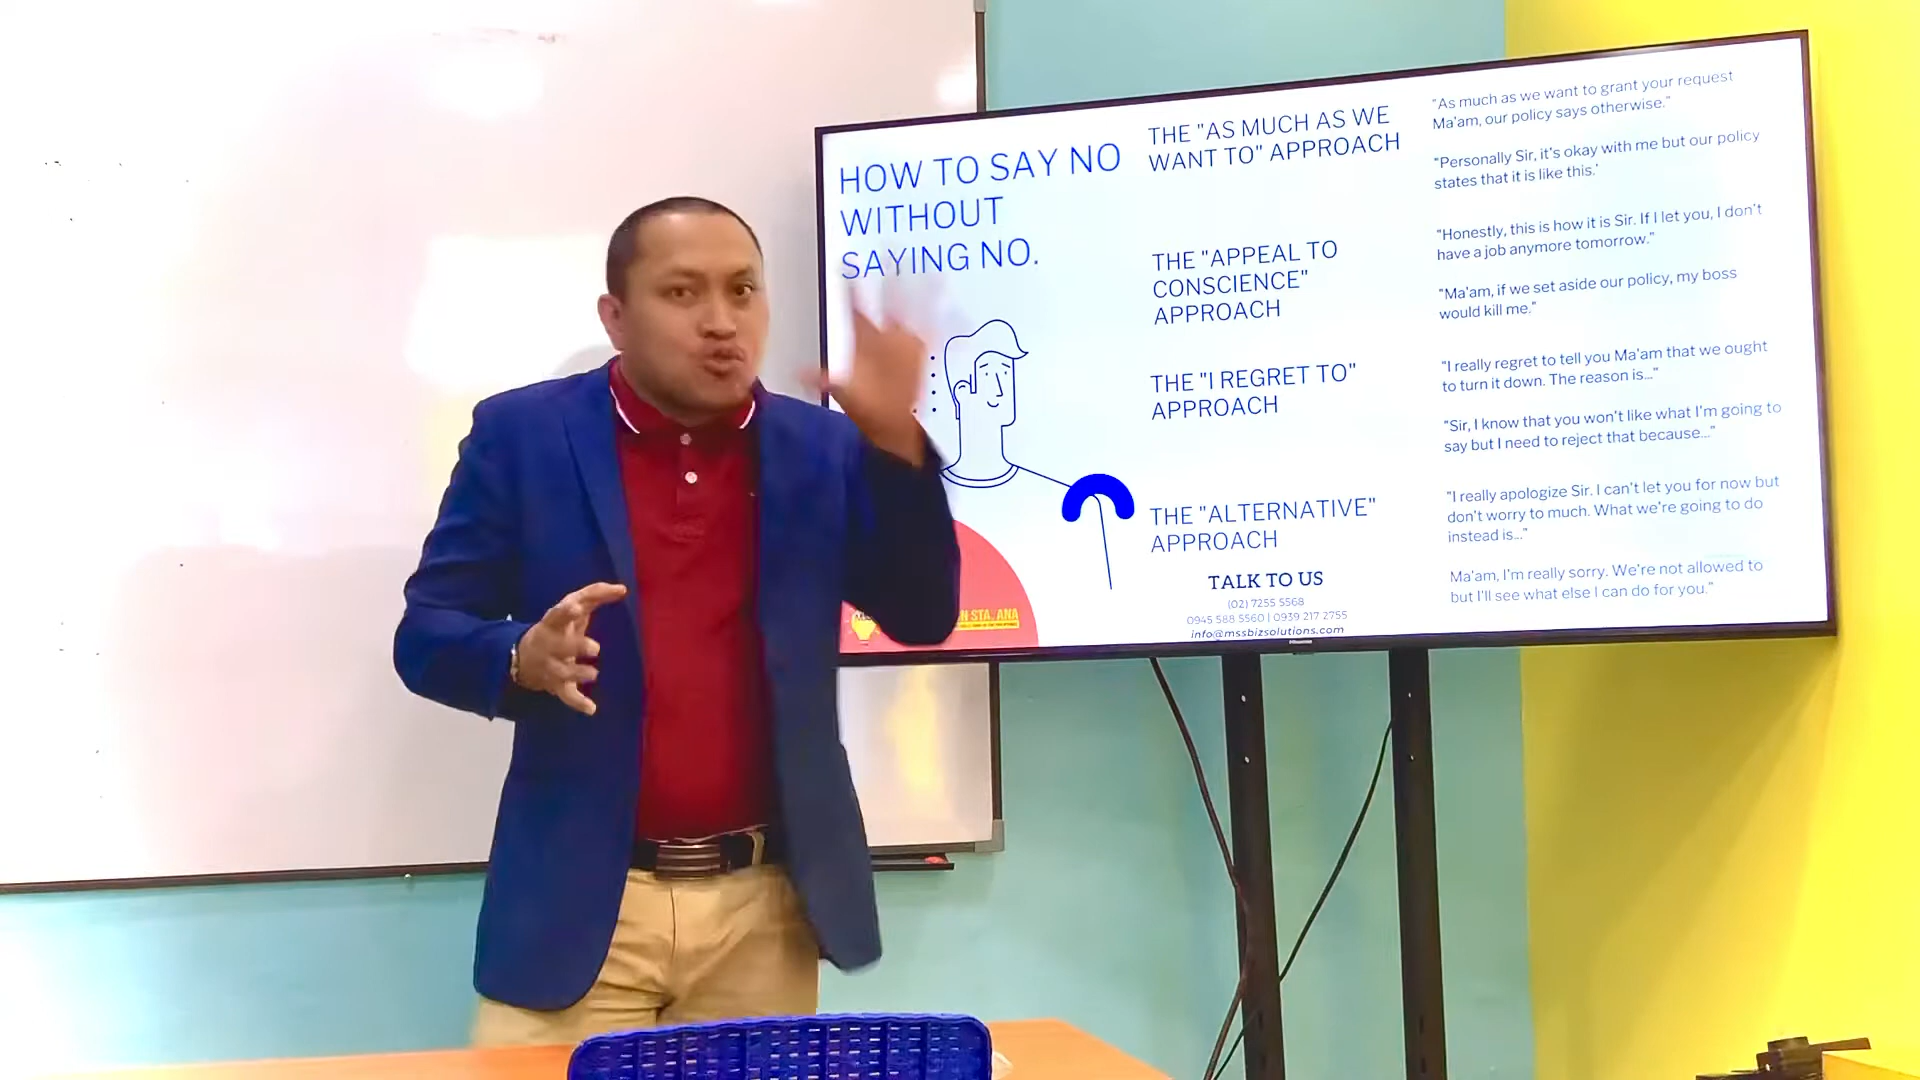 HOW TO SAY NO
WITHOUT
SAYING NO.
THE "AS MUCH AS WE
WANT TO" APPROACH
"As much as we want to grant your request
Ma'am, our policy says otherwise."
"Personally Sir, it's okay with me but our policy
states that it is like this.'
THE "APPEAL TO
CONSCIENCE"
APPROACH
"Honestly, this is how it is Sir. If I let you, I don't
have a job anymore tomorrow."
"Ma'am, if we set aside our policy, my boss
would kill me."
THE "I REGRET TO"
APPROACH
"I really regret to tell you Ma'am that we ought
to turn it down. The reason is..."
"Sir, I know that you won't like what I'm going to
say but I need to reject that because..."
THE "ALTERNATIVE"
APPROACH
"I really apologize Sir. I can't let you for now but
don't worry to much. What we're going to do
instead is..."
Ma'am, I'm really sorry. We're not allowed to
but I'll see what else I can do for you."
TALK TO US
(02) 7255 5568
0945 588 5560 | 0939 217 2755
info@mssbizsolutions.com
STA. ANA
Hisense